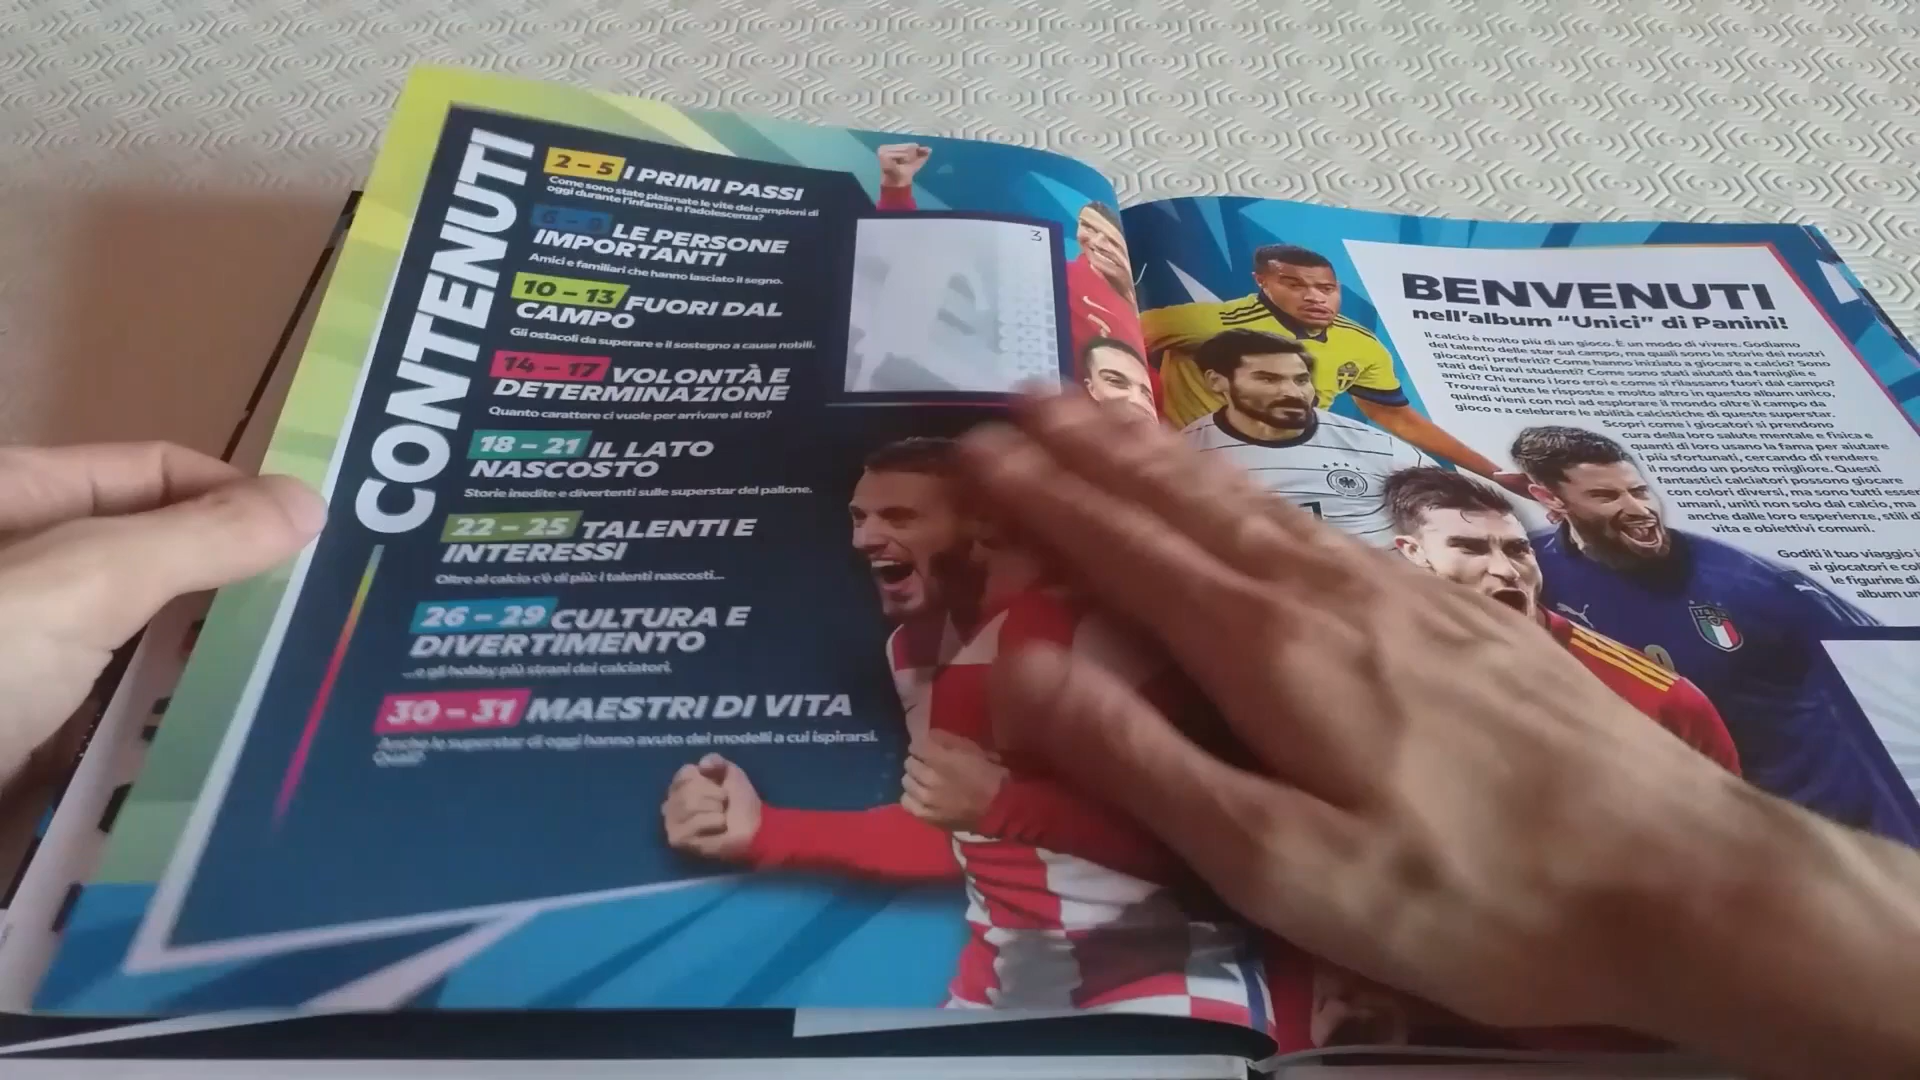 CONTENUTI
2 – 5 I PRIMI PASSI
Come sono state plasmate le vite dei campioni di
oggi durante l'infanzia e l'adolescenza?
LE PERSONE
IMPORTANTI
Amici e familiari che hanno lasciato il segno.
10 – 13 FUORI DAL
CAMPO
Gli ostacoli da superare e il sostegno a cause nobili.
14 – 17 VOLONTÀ E
DETERMINAZIONE
Quanto carattere ci vuole per arrivare al top?
18 – 21 IL LATO
NASCOSTO
Storie inedite e divertenti sulle superstar del pallone.
22 – 25 TALENTI E
INTERESSI
Oltre al calcio c'è di più: i talenti nascosti...
26 – 29 CULTURA E
DIVERTIMENTO
...e gli hobby più strani dei calciatori.
30 – 31 MAESTRI DI VITA
Anche le superstar di oggi hanno avuto dei modelli a cui ispirarsi.
Quali?
3
BENVENUTI
nell'album “Unici” di Panini!
Il calcio è molto più di un gioco. È un modo di vivere. Godiamo
del talento delle star sul campo, ma quali sono le storie dei nostri
giocatori preferiti? Come hanno iniziato a giocare a calcio? Sono
stati dei bravi studenti? Come sono stati aiutati da famiglie e
amici? Chi erano i loro eroi e come si rilassano fuori dal campo?
Troverai tutte le risposte e molto altro in questo album unico,
quindi vieni con noi ad esplorare il mondo oltre il campo da
gioco e a celebrare le abilità calcistiche di queste superstar.
Scopri come i giocatori si prendono
cura della loro salute mentale e fisica e
quanti di loro usano la fama per aiutare
i più sfortunati, cercando di rendere
il mondo un posto migliore. Questi
fantastici calciatori possono giocare
con colori diversi, ma sono tutti esser
umani, uniti non solo dal calcio, ma
anche dalle loro esperienze, stili d
vita e obiettivi comuni.
Goditi il tuo viaggio
ai giocatori e col
le figurine di
album un
ITALIA